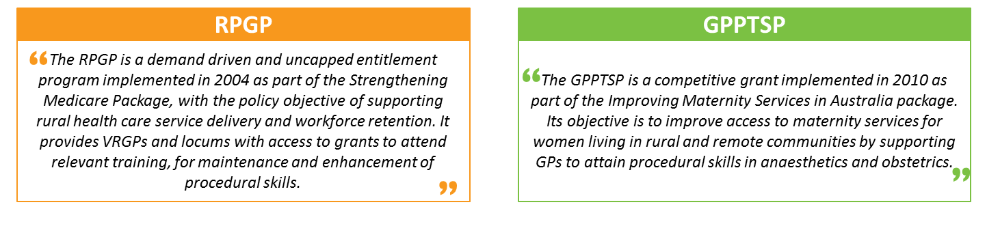 RPGP
“The RPGP is a demand driven and uncapped entitlement
program implemented in 2004 as part of the Strengthening
Medicare Package, with the policy objective of supporting
rural health care service delivery and workforce retention. It
provides VRGPs and locums with access to grants to attend
relevant training, for maintenance and enhancement of
procedural skills.”
GPPTSP
“The GPPTSP is a competitive grant implemented in 2010 as
part of the Improving Maternity Services in Australia package.
Its objective is to improve access to maternity services for
women living in rural and remote communities by supporting
GPs to attain procedural skills in anaesthetics and obstetrics.”